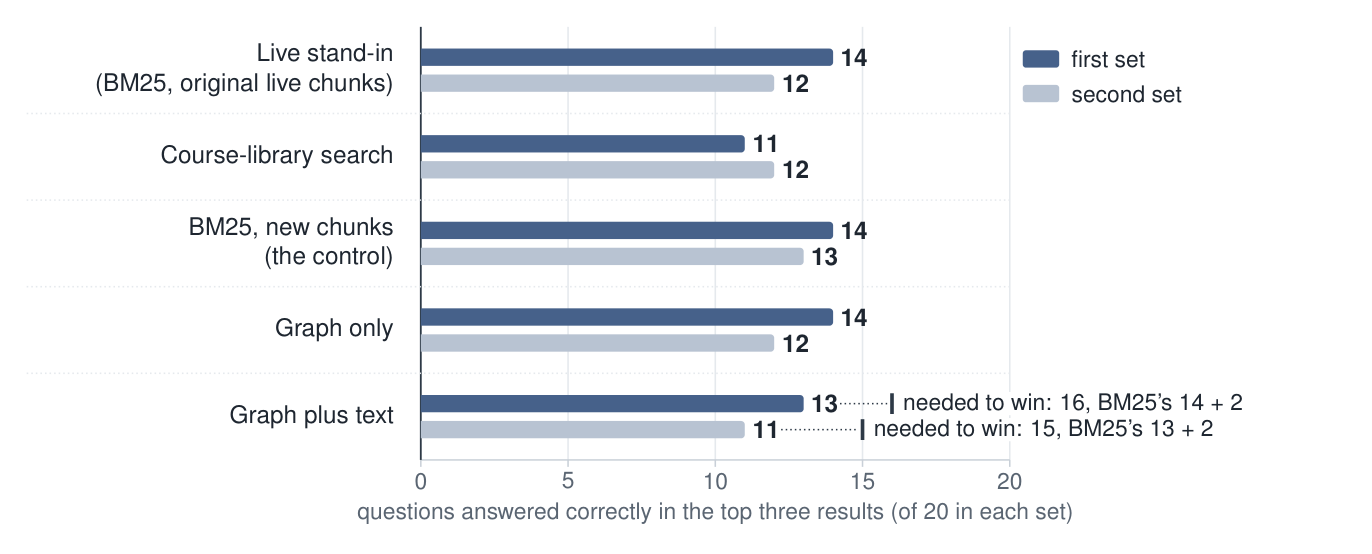 Live stand-in
(BM25, original live chunks)
14
12
first set
second set
Course-library search
11
12
BM25, new chunks
(the control)
14
13
Graph only
14
12
Graph plus text
13
needed to win: 16, BM25’s 14 + 2
11
needed to win: 15, BM25’s 13 + 2
0 5 10 15 20
questions answered correctly in the top three results (of 20 in each set)